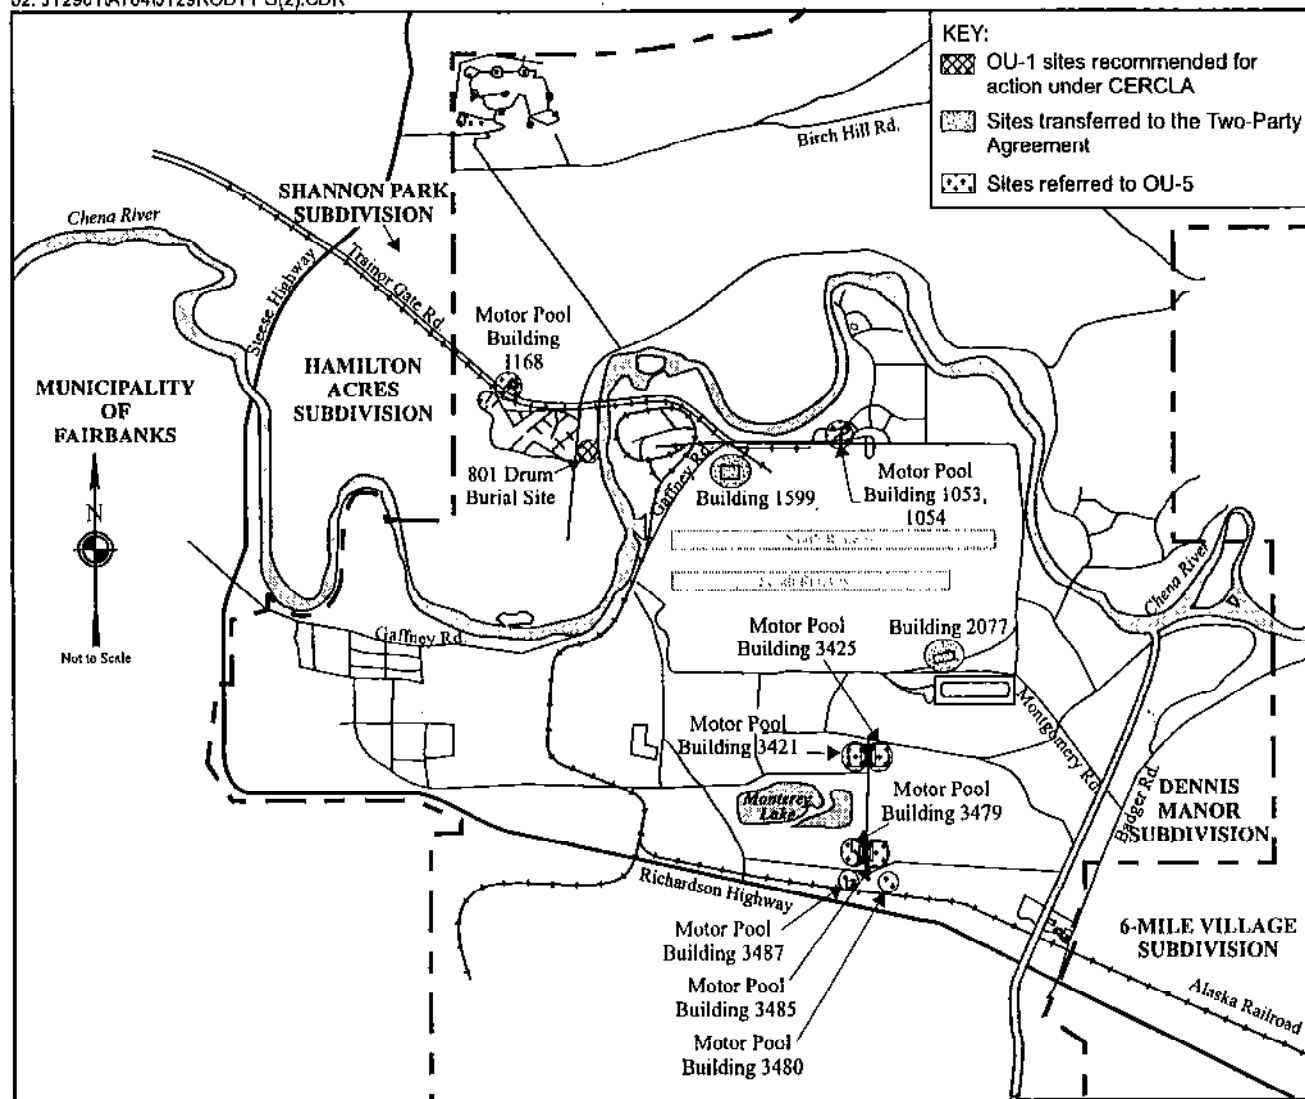 KEY:
OU-1 sites recommended for
action under CERCLA
Sites transferred to the Two-Party
Agreement
Sites referred to OU-5
Birch Hill Rd.
SHANNON PARK
SUBDIVISION
Chena River
Steese Highway
Trainor Gate Rd.
Motor Pool
Building
1168
HAMILTON
ACRES
SUBDIVISION
MUNICIPALITY
OF
FAIRBANKS
N
Not to Scale
801 Drum
Burial Site
Gaffney Rd.
Building 1599
Motor Pool
Building 1053,
1054
Chena River
Gaffney Rd.
Motor Pool
Building 3425
Building 2077
Motor Pool
Building 3421
Montgomery Rd.
Monterey
Lake
Motor Pool
Building 3479
Badger Rd.
DENNIS
MANOR
SUBDIVISION
Richardson Highway
Motor Pool
Building 3487
Motor Pool
Building 3485
Motor Pool
Building 3480
6-MILE VILLAGE
SUBDIVISION
Alaska Railroad